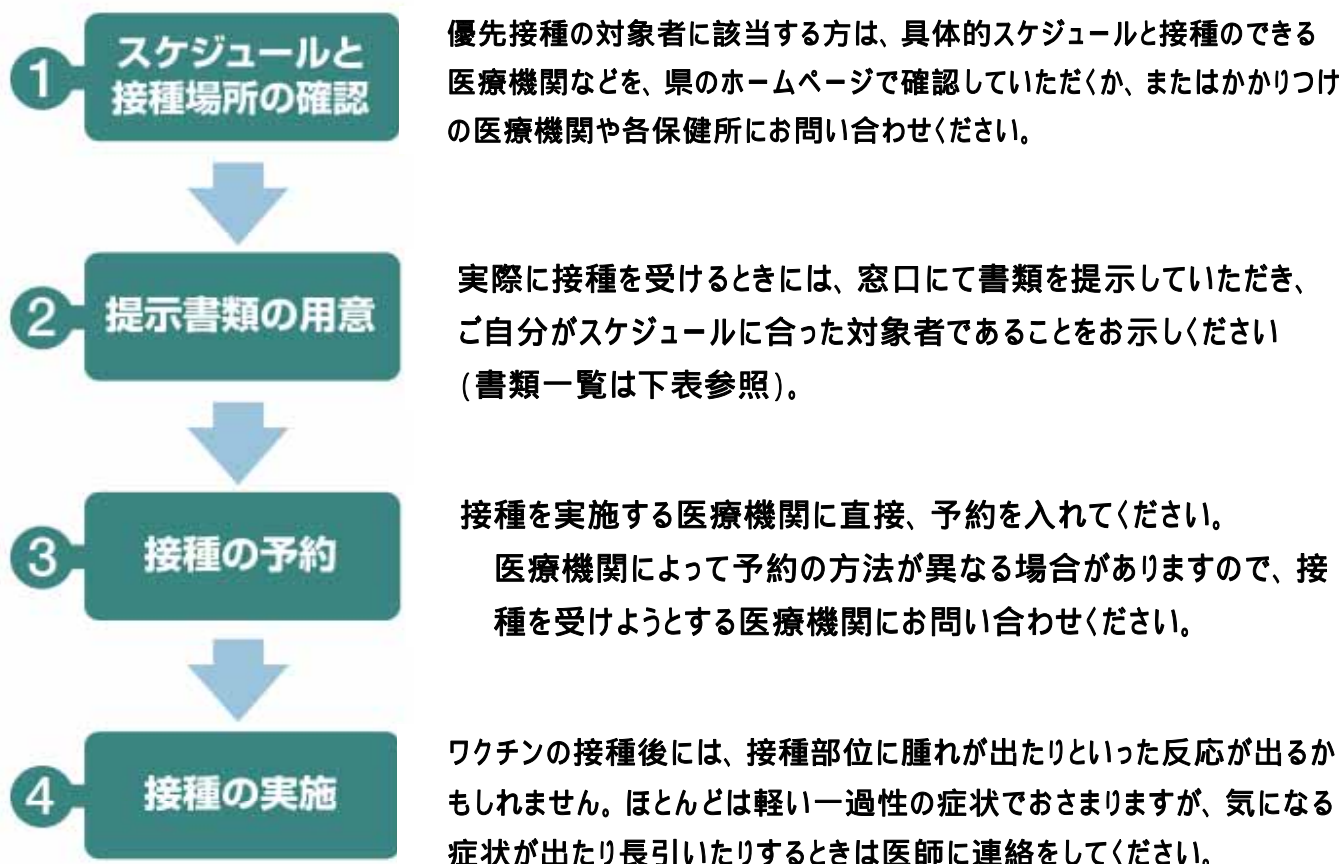 1
スケジュールと
接種場所の確認
優先接種の対象者に該当する方は、具体的スケジュールと接種のできる
医療機関などを、県のホームページで確認していただくか、またはかかりつけ
の医療機関や各保健所にお問い合わせください。
2
提示書類の用意
実際に接種を受けるときには、窓口にて書類を提示していただき、
ご自分がスケジュールに合った対象者であることをお示しください
(書類一覧は下表参照)。
3
接種の予約
接種を実施する医療機関に直接、予約を入れてください。
医療機関によって予約の方法が異なる場合がありますので、接
種を受けようとする医療機関にお問い合わせください。
4
接種の実施
ワクチンの接種後には、接種部位に腫れが出たりといった反応が出るか
もしれません。ほとんどは軽い一過性の症状でおさまりますが、気になる
症状が出たり長引いたりするときは医師に連絡をしてください。